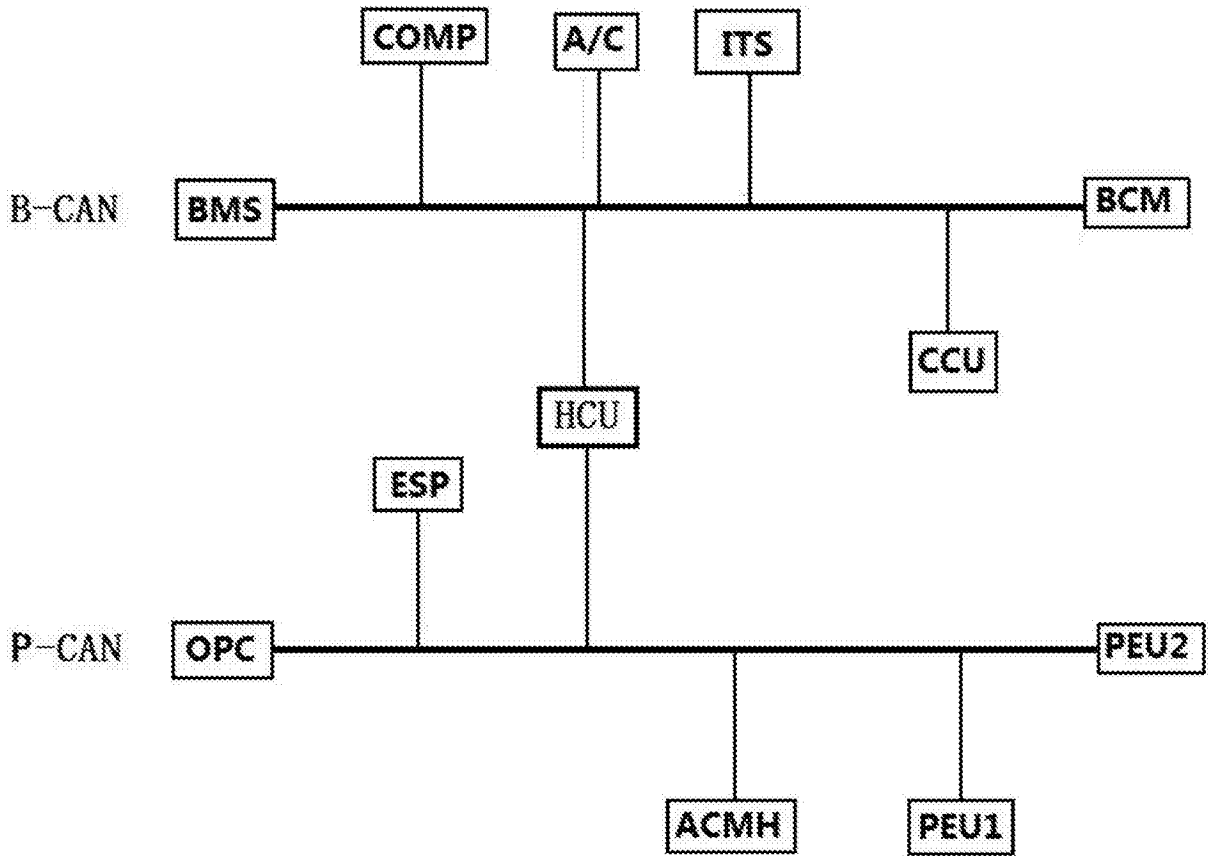 COMP
A/C
ITS
B-CAN
BMS
BCM
CCU
HCU
ESP
P-CAN
OPC
PEU2
ACMH
PEU1